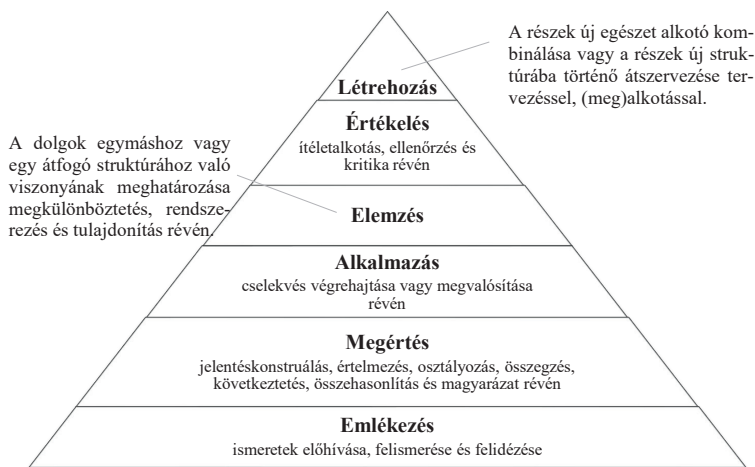 A részek új egészet alkotó kom-
binálása vagy a részek új struk-
túrába történő átszervezése ter-
vezéssel, (meg)alkotással.
Létrehozás
Értékelés
ítéletalkotás, ellenőrzés és
kritika révén
A dolgok egymáshoz vagy
egy átfogó struktúrához való
viszonyának meghatározása
megkülönböztetés, rendsze-
rezés és tulajdonítás révén.
Elemzés
Alkalmazás
cselekvés végrehajtása vagy megvalósítása
révén
Megértés
jelentéskonstruálás, értelmezés, osztályozás, összegzés,
következtetés, összehasonlítás és magyarázat révén
Emlékezés
ismeretek előhívása, felismerése és felidézése